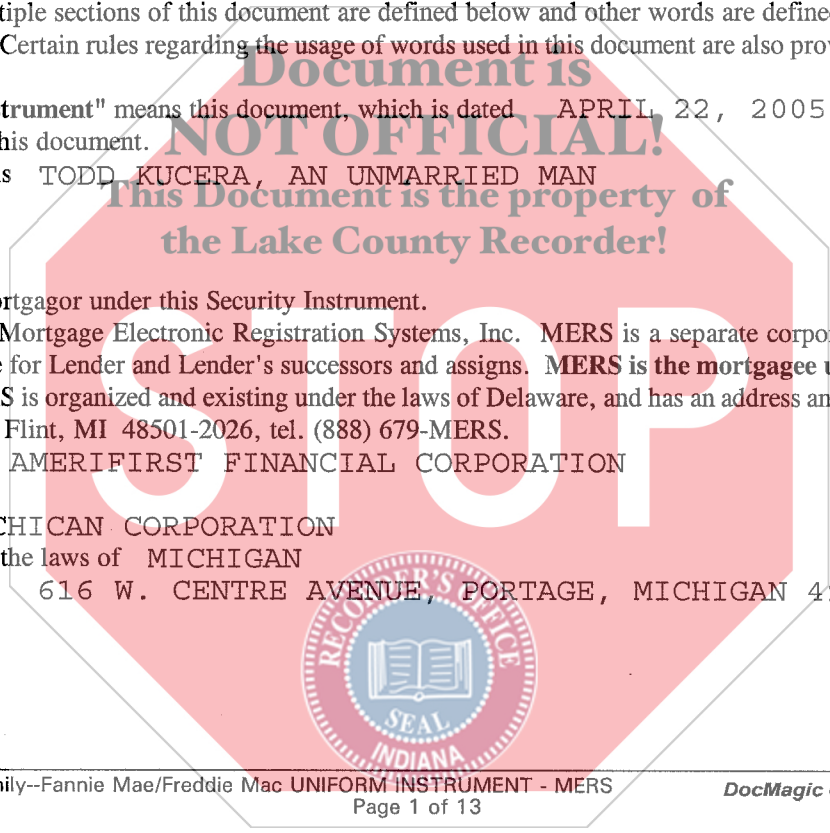 tiple sections of this document are defined below and other words are define
Certain rules regarding the usage of words used in this document are also prov
Document is
trument" means this document, which is dated APRIL 22, 2005
NOT OFFICIAL!
his document.
s TODD KUCERA, AN UNMARRIED MAN
This Document is the property of
the Lake County Recorder!
ortgagor under this Security Instrument.
Mortgage Electronic Registration Systems, Inc. MERS is a separate corpo
e for Lender and Lender's successors and assigns. MERS is the mortgagee u
S is organized and existing under the laws of Delaware, and has an address an
Flint, MI 48501-2026, tel. (888) 679-MERS.
STOP
AMERIFIRST FINANCIAL CORPORATION
CHICAN CORPORATION
the laws of MICHIGAN
616 W. CENTRE AVENUE, PORTAGE, MICHIGAN 4
RECORDER'S OFFICE
SEAL
INDIANA
ily--Fannie Mae/Freddie Mac UNIFORM INSTRUMENT - MERS
DocMagic
Page 1 of 13